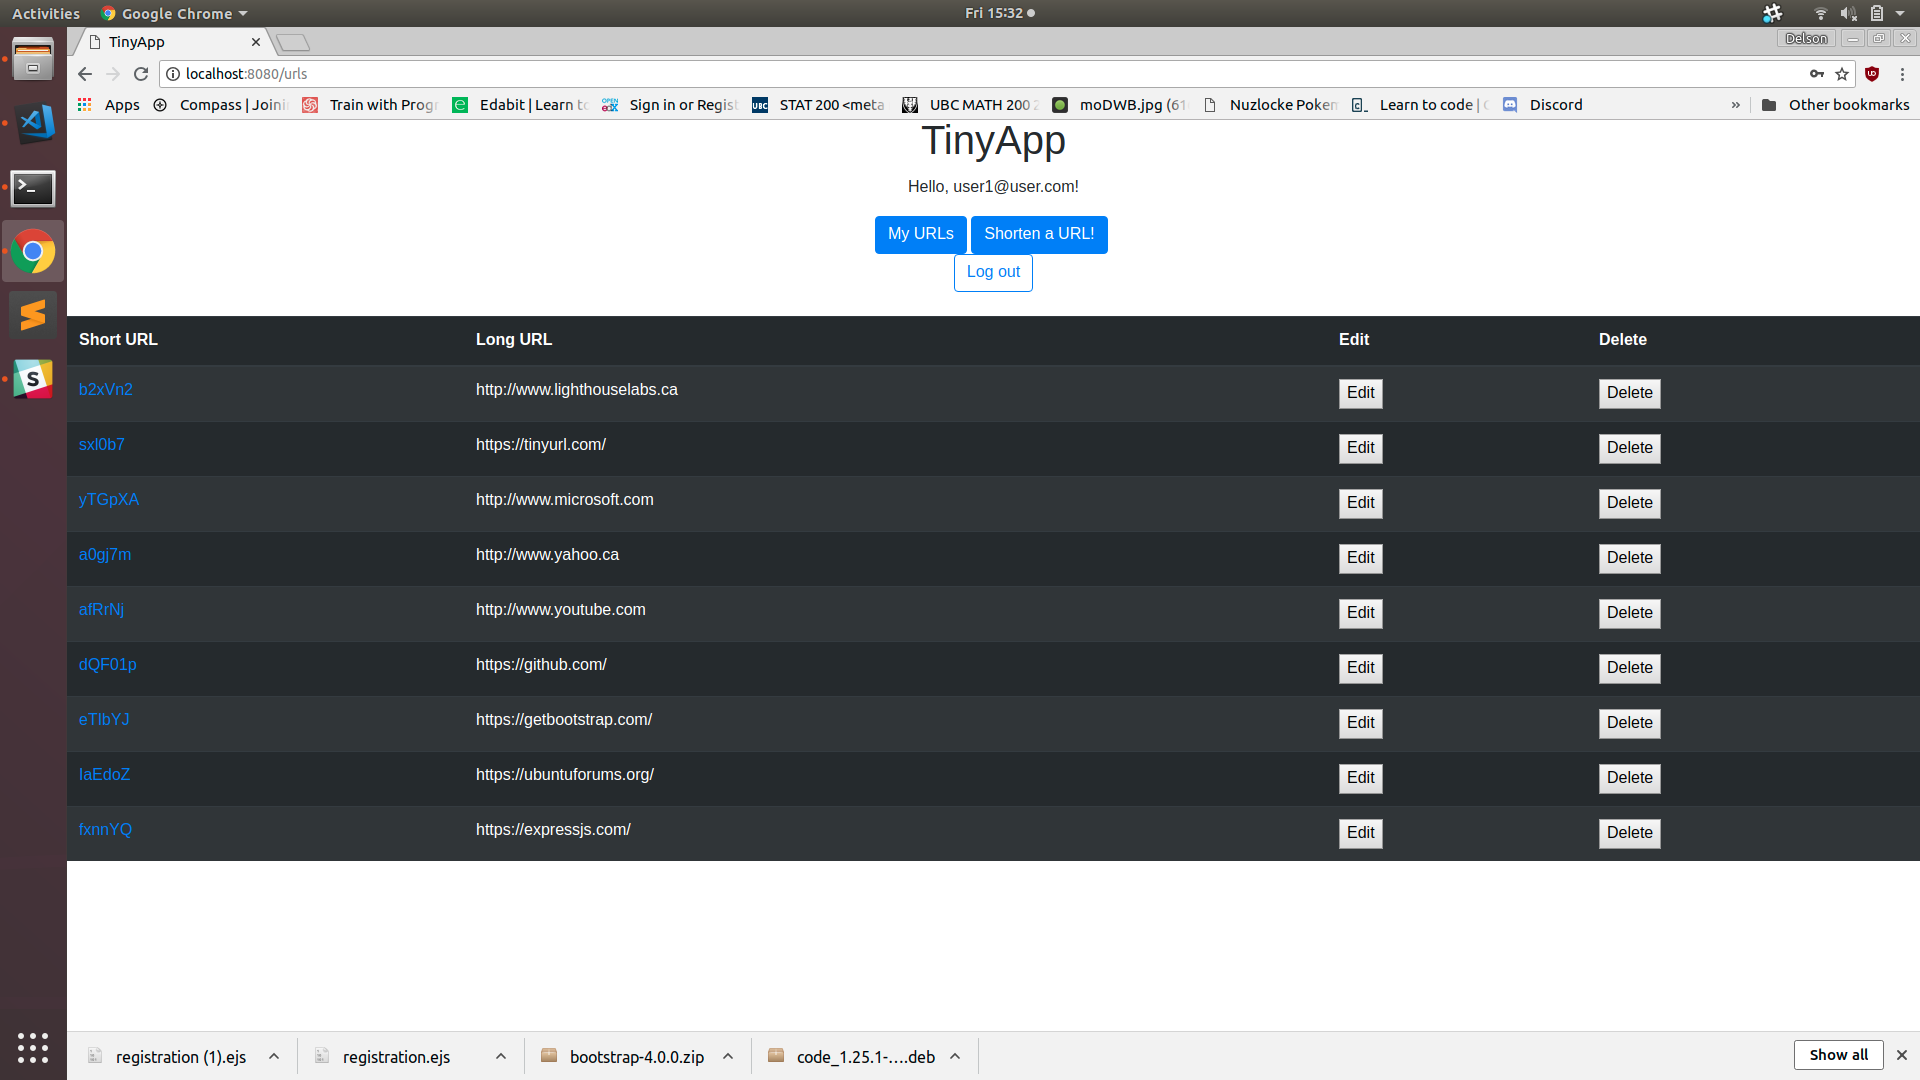 Activities Google Chrome Fri 15:32
TinyApp Delson
localhost:8080/urls
Apps Compass | Joini Train with Progr Edabit | Learn to Sign in or Regist STAT 200 <meta UBC MATH 200 2 moDWB.jpg (61 Nuzlocke Pokem Learn to code | Discord » Other bookmarks
TinyApp
Hello, user1@user.com!
My URLs Shorten a URL!
Log out
Short URL Long URL Edit Delete
b2xVn2 http://www.lighthouselabs.ca Edit Delete
sxl0b7 https://tinyurl.com/ Edit Delete
yTGpXA http://www.microsoft.com Edit Delete
a0gj7m http://www.yahoo.ca Edit Delete
afRrNj http://www.youtube.com Edit Delete
dQF01p https://github.com/ Edit Delete
eTIbYJ https://getbootstrap.com/ Edit Delete
IaEdoZ https://ubuntuforums.org/ Edit Delete
fxnnYQ https://expressjs.com/ Edit Delete
registration (1).ejs registration.ejs bootstrap-4.0.0.zip code_1.25.1-....deb Show all